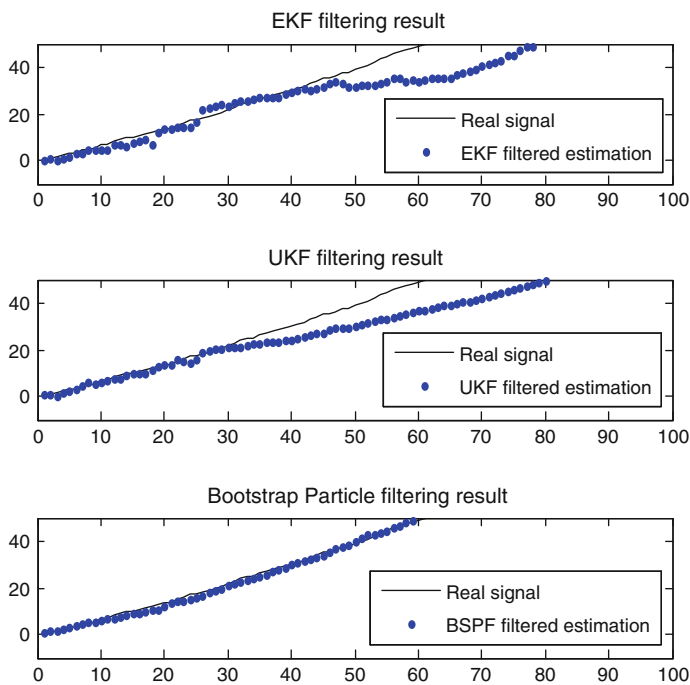 EKF filtering result
40
20
0
Real signal
EKF filtered estimation
0 10 20 30 40 50 60 70 80 90 100
UKF filtering result
40
20
0
Real signal
UKF filtered estimation
0 10 20 30 40 50 60 70 80 90 100
Bootstrap Particle filtering result
40
20
0
Real signal
BSPF filtered estimation
0 10 20 30 40 50 60 70 80 90 100